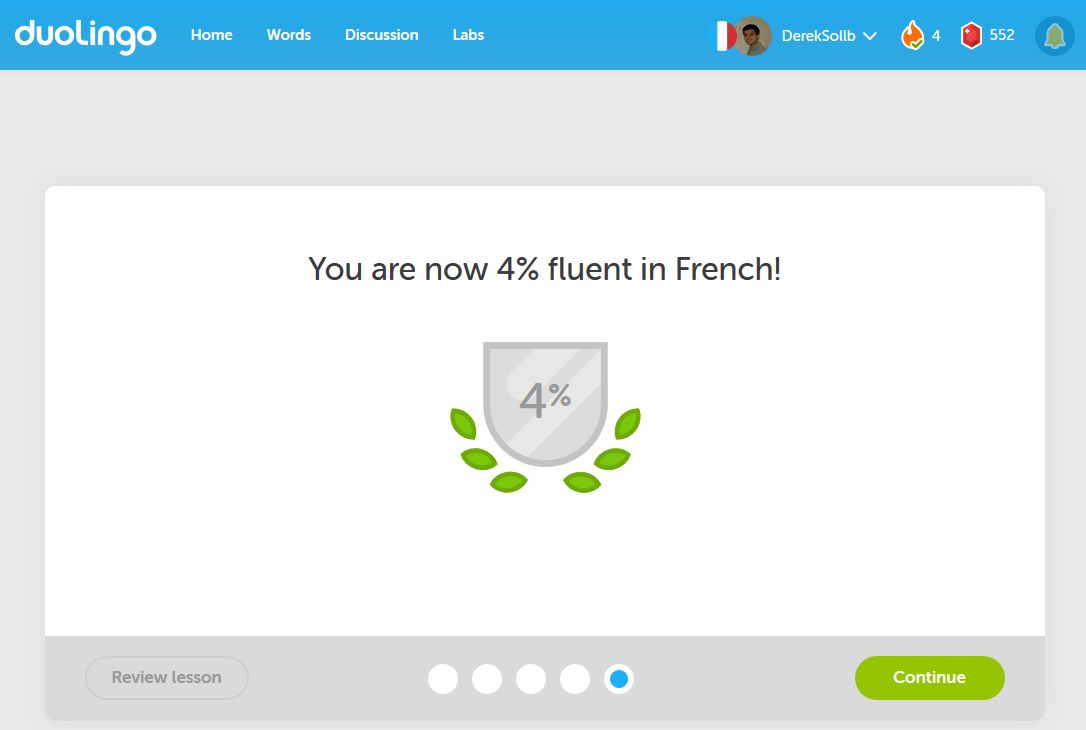 duolingo Home Words Discussion Labs DerekSollb 4 552
You are now 4% fluent in French!
4%
Review lesson Continue